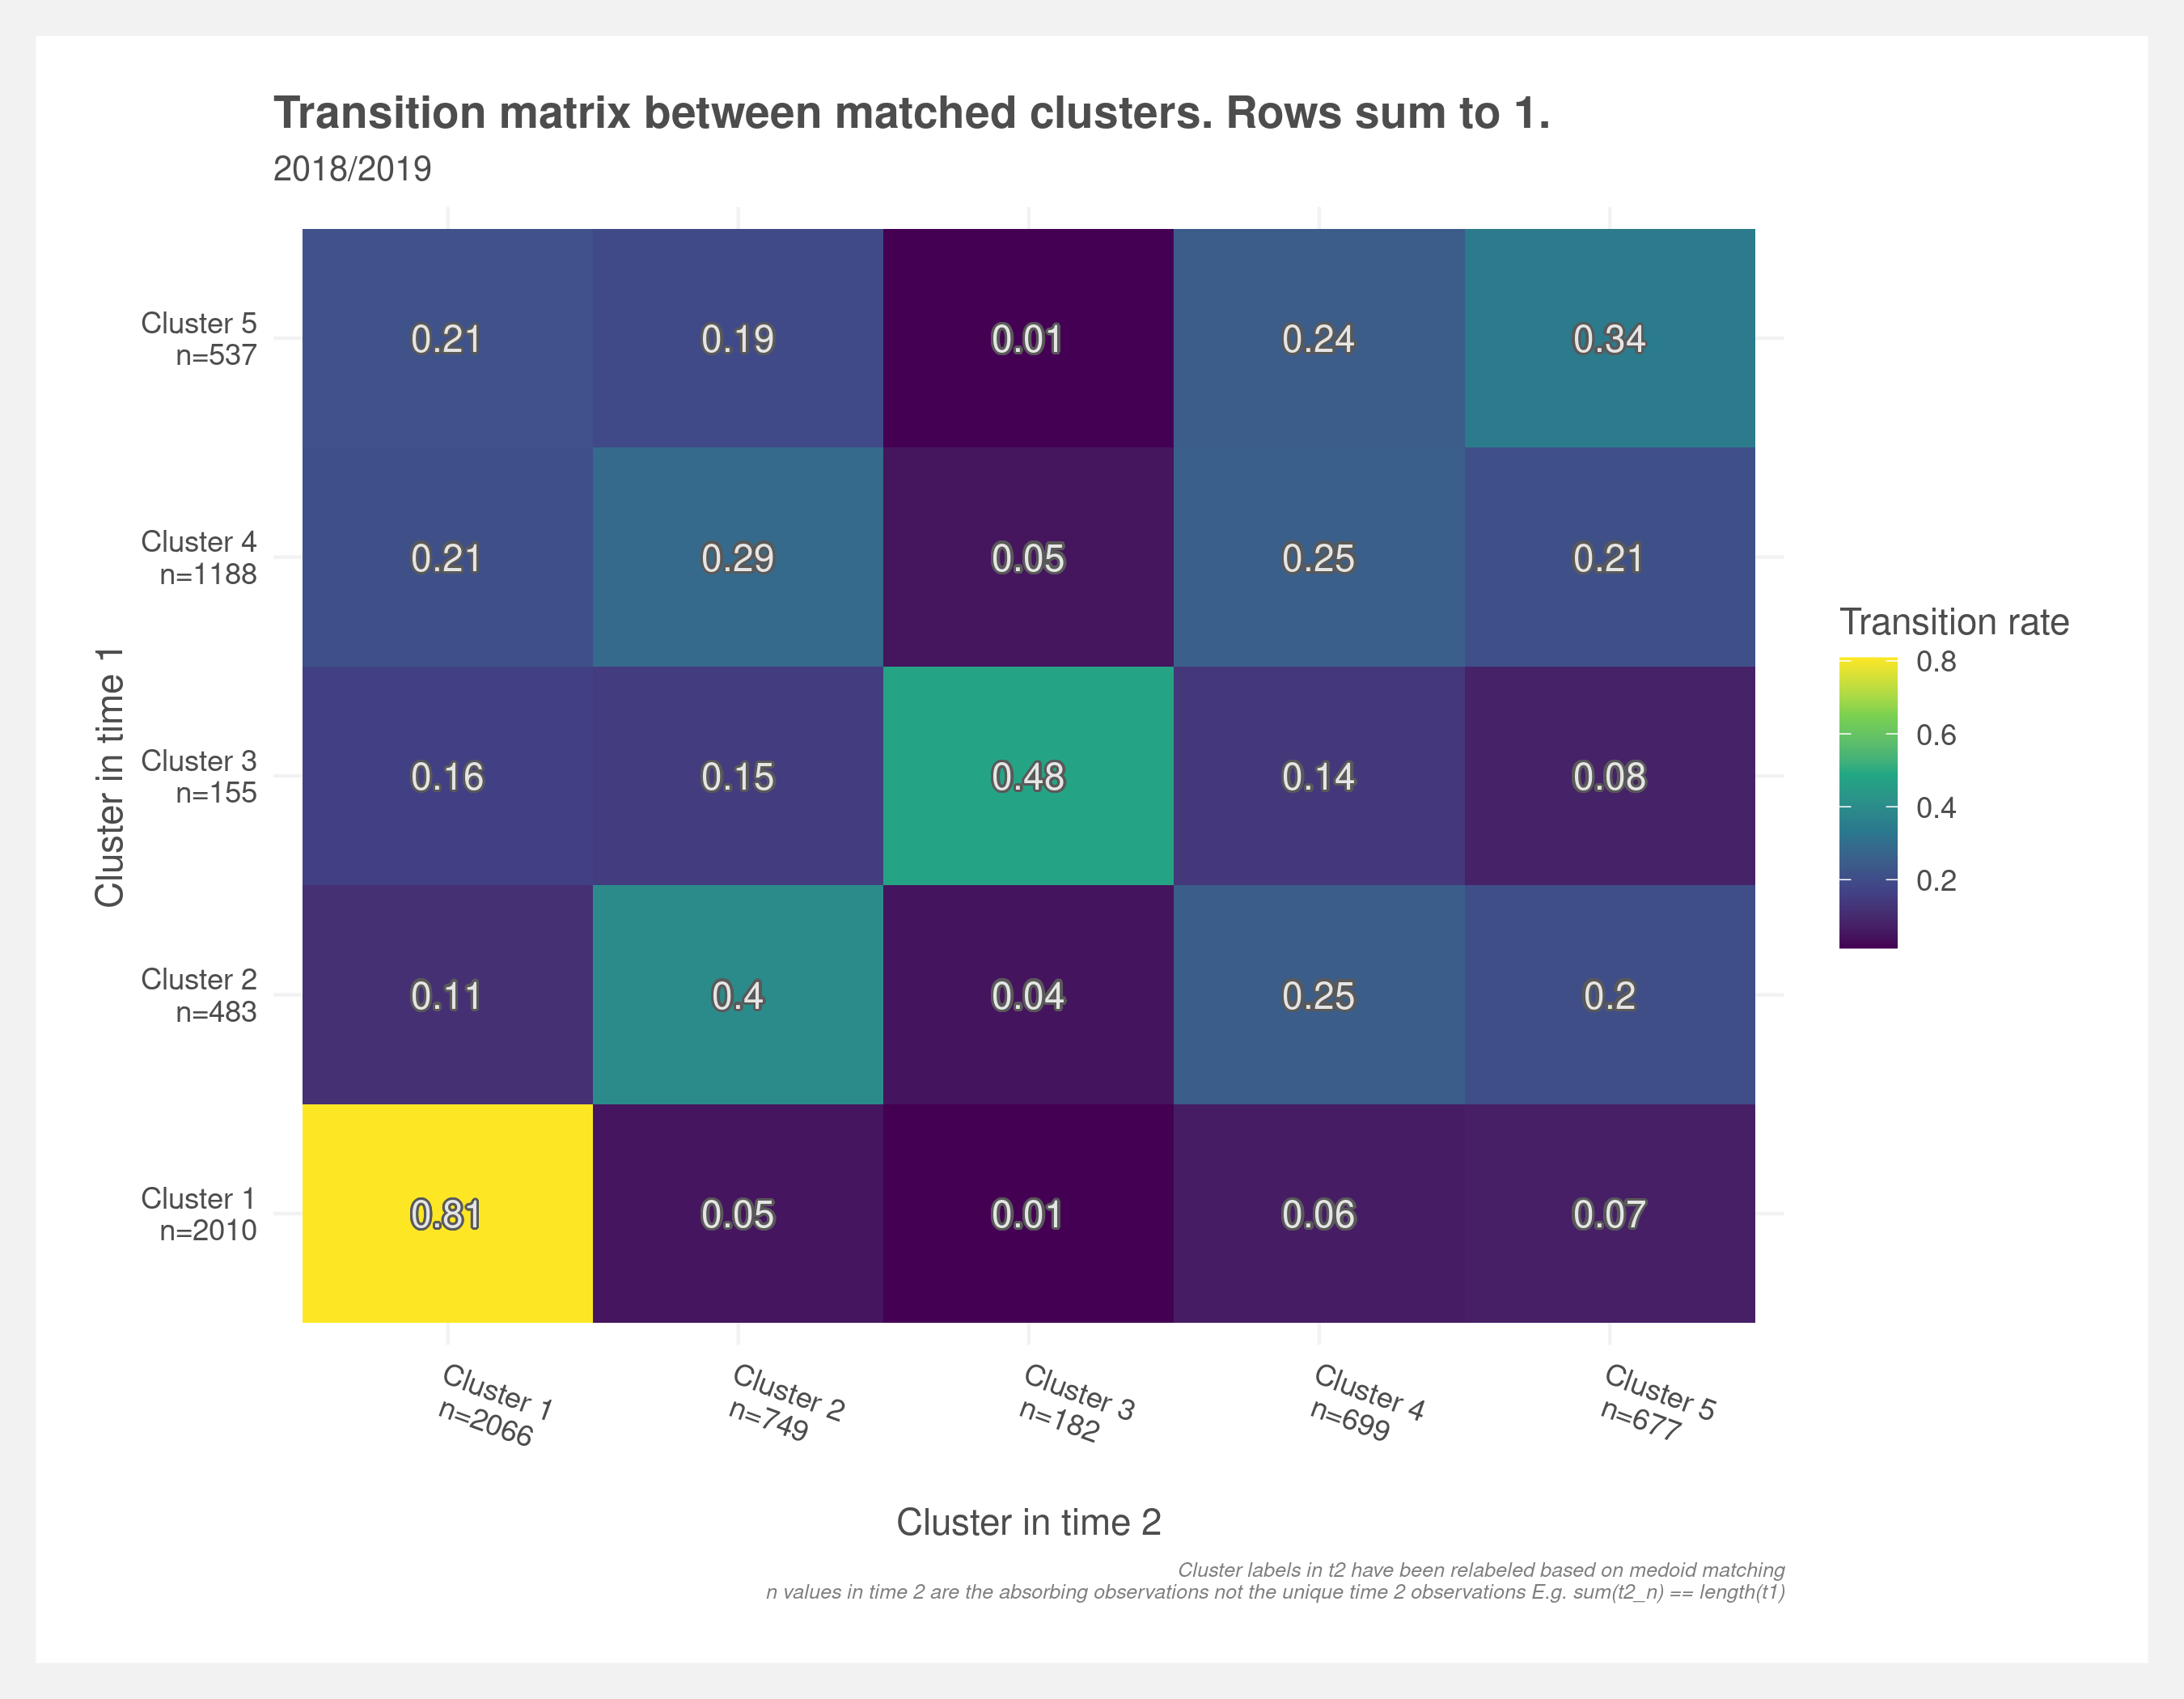 Transition matrix between matched clusters. Rows sum to 1.
2018/2019
Cluster in time 1
Cluster 5
n=537
0.21 0.19 0.01 0.24 0.34
Cluster 4
n=1188
0.21 0.29 0.05 0.25 0.21
Cluster 3
n=155
0.16 0.15 0.48 0.14 0.08
Cluster 2
n=483
0.11 0.4 0.04 0.25 0.2
Cluster 1
n=2010
0.81 0.05 0.01 0.06 0.07
Cluster 1
n=2066
Cluster 2
n=749
Cluster 3
n=182
Cluster 4
n=699
Cluster 5
n=677
Cluster in time 2
Transition rate
0.8
0.6
0.4
0.2
Cluster labels in t2 have been relabeled based on medoid matching
n values in time 2 are the absorbing observations not the unique time 2 observations E.g. sum(t2_n) == length(t1)